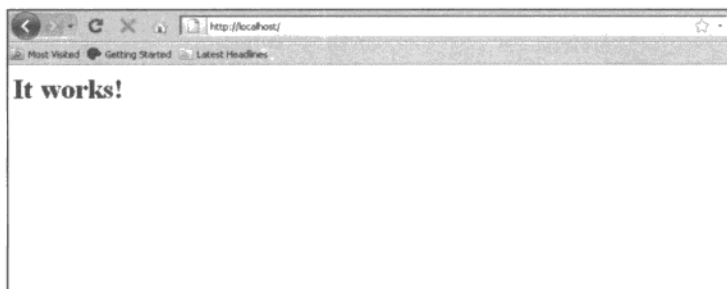 http://localhost/
Most Visited Getting Started Latest Headlines
It works!